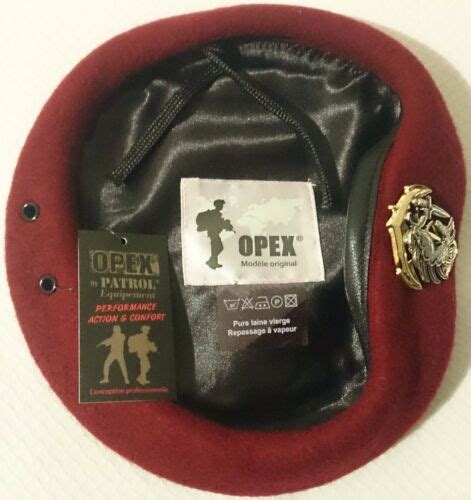 OPEX®
Modèle original
Pure laine vierge
Repassage à vapeur
OPEX
by PATROL®
Equipement
PERFORMANCE
ACTION & CONFORT
Conception professionnelle